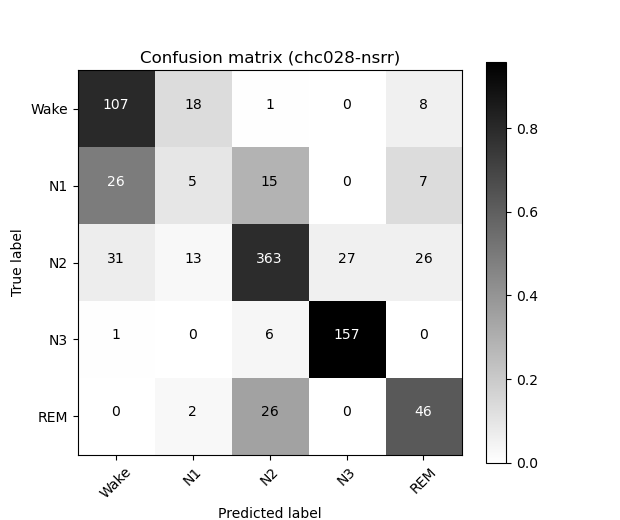 Confusion matrix (chc028-nsrr)
Wake 107 18 1 0 8
N1 26 5 15 0 7
N2 31 13 363 27 26
N3 1 0 6 157 0
REM 0 2 26 0 46
Wake N1 N2 N3 REM
True label
Predicted label
0.8
0.6
0.4
0.2
0.0